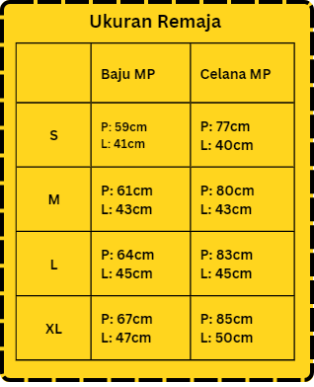 Ukuran Remaja
Baju MP Celana MP
S P: 59cm P: 77cm
L: 41cm L: 40cm
M P: 61cm P: 80cm
L: 43cm L: 43cm
L P: 64cm P: 83cm
L: 45cm L: 45cm
XL P: 67cm P: 85cm
L: 47cm L: 50cm